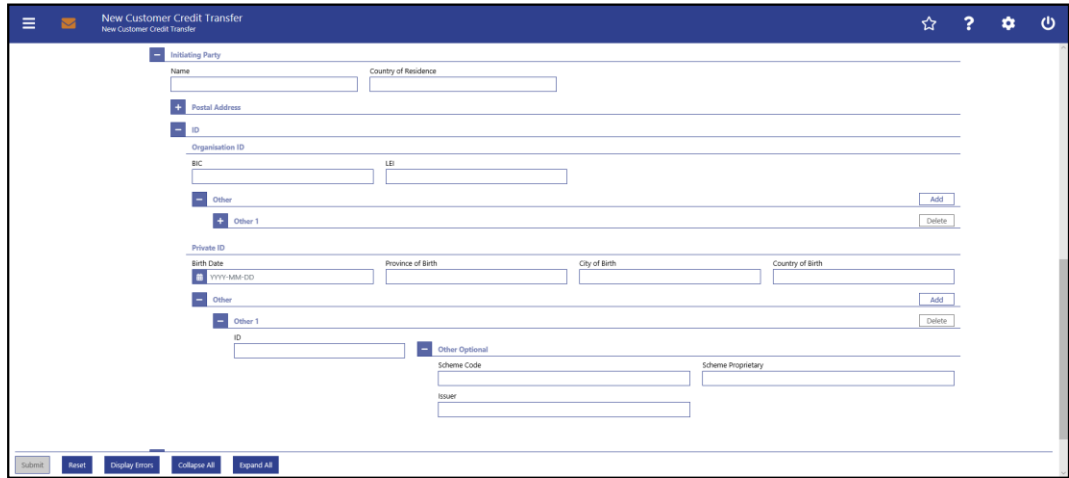 New Customer Credit Transfer
New Customer Credit Transfer
?
Initiating Party
Name Country of Residence
Postal Address
ID
Organisation ID
BIC LEI
Other Add
Other 1 Delete
Private ID
Birth Date Province of Birth City of Birth Country of Birth
YYYY-MM-DD
Other Add
Other 1 Delete
ID
Other Optional
Scheme Code Scheme Proprietary
Issuer
Submit Reset Display Errors Collapse All Expand All